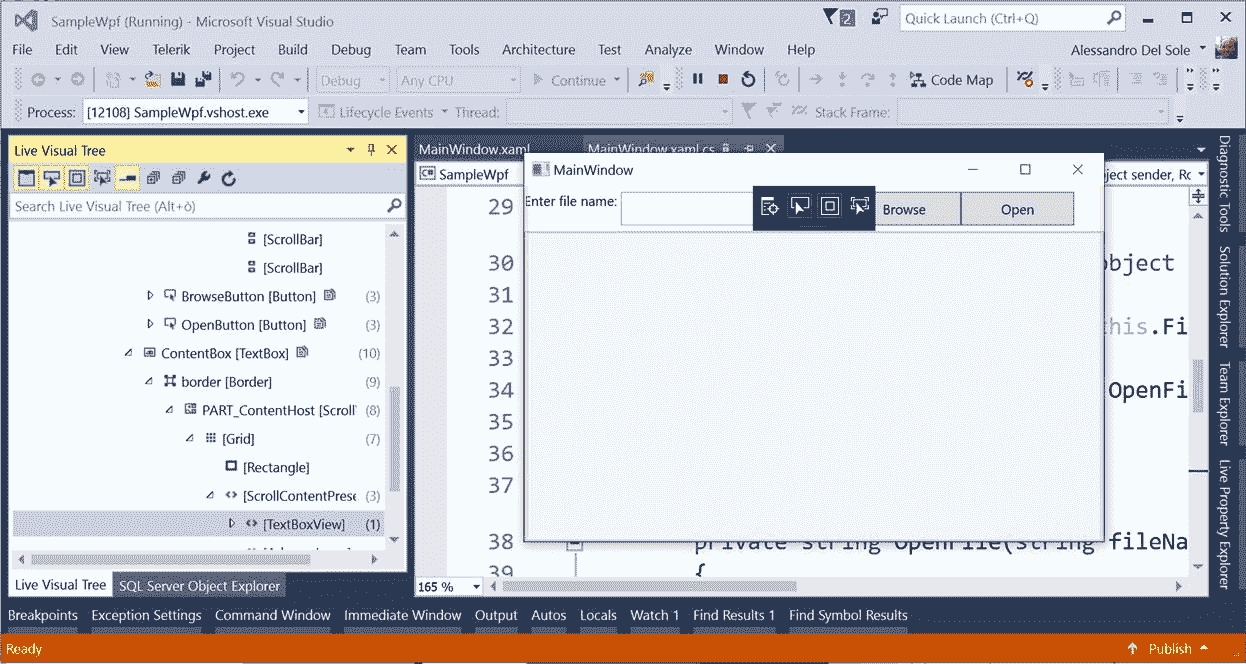 SampleWpf (Running) - Microsoft Visual Studio
2
Quick Launch (Ctrl+Q)
File Edit View Telerik Project Build Debug Team Tools Architecture Test Analyze Window Help
Alessandro Del Sole
Debug Any CPU Continue Code Map
Process: [12108] SampleWpf.vshost.exe Lifecycle Events Thread: Stack Frame:
Live Visual Tree
Search Live Visual Tree (Alt+ò)
[ScrollBar]
[ScrollBar]
BrowseButton [Button] (3)
OpenButton [Button] (3)
ContentBox [TextBox] (10)
border [Border] (9)
PART_ContentHost [Scroll (8)
[Grid] (7)
[Rectangle]
[ScrollContentPrese (3)
[TextBoxView] (1)
Live Visual Tree SQL Server Object Explorer
MainWindow.xaml MainWindow.xaml.cs
SampleWpf ject sender, Ro
MainWindow
Enter file name: Browse Open
29
30 object
31
32 this.Fi
33
34 OpenFi
35
36
37
38 private string OpenFile(string fileNa
39 {
165 %
Diagnostic Tools
Solution Explorer
Team Explorer
Live Property Explorer
Breakpoints Exception Settings Command Window Immediate Window Output Autos Locals Watch 1 Find Results 1 Find Symbol Results
Ready Publish